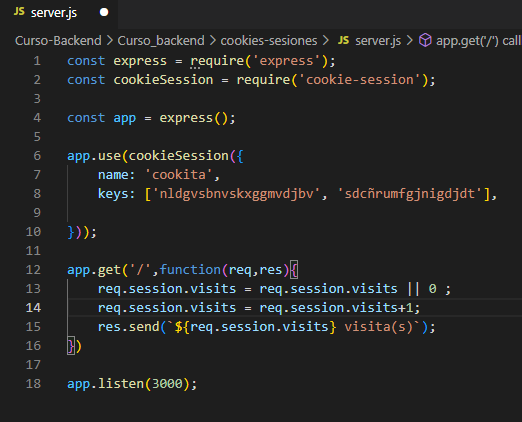 JS server.js
Curso-Backend > Curso_backend > cookies-sesiones > JS server.js > app.get('/') call
1 const express = require('express');
2 const cookieSession = require('cookie-session');
3
4 const app = express();
5
6 app.use(cookieSession({
7 name: 'cookita',
8 keys: ['nldgvsbnvskxggmvdjbv', 'sdcñrumfgjnigdjdt'],
9
10 }));
11
12 app.get('/',function(req,res){
13 req.session.visits = req.session.visits || 0 ;
14 req.session.visits = req.session.visits+1;
15 res.send(`${req.session.visits} visita(s)`);
16 })
17
18 app.listen(3000);